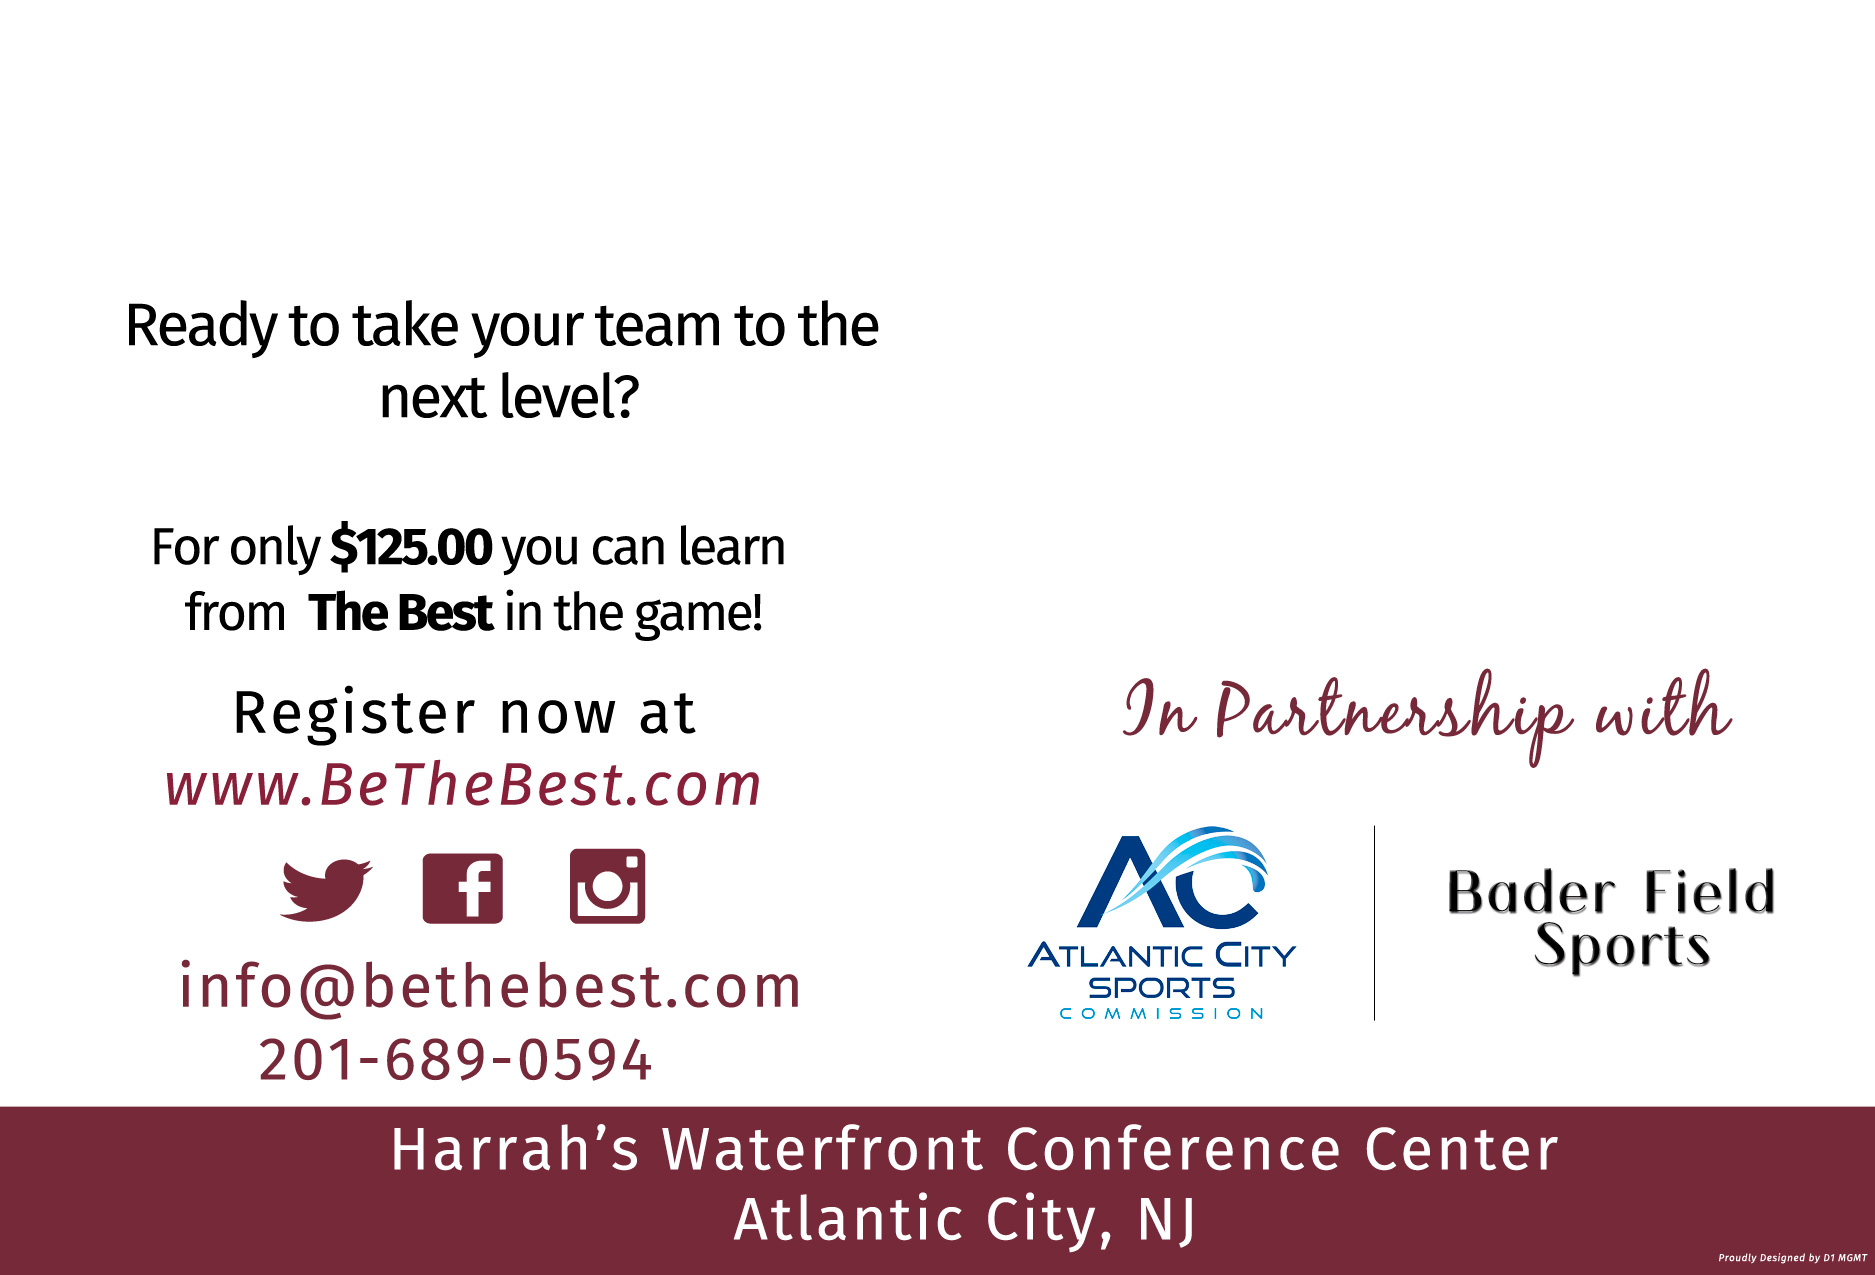 Ready to take your team to the
next level?
For only $125.00 you can learn
from The Best in the game!
Register now at
www.BeTheBest.com
info@bethebest.com
201-689-0594
In Partnership with
AC
ATLANTIC CITY
SPORTS
COMMISSION
Bader Field
Sports
Harrah’s Waterfront Conference Center
Atlantic City, NJ
Proudly Designed by D1 MGMT